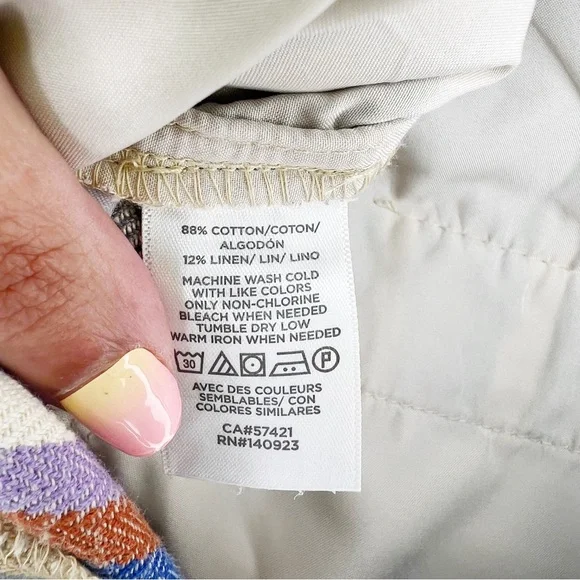 88% COTTON/COTON/
ALGODÓN
12% LINEN/ LIN/ LINO
MACHINE WASH COLD
WITH LIKE COLORS
ONLY NON-CHLORINE
BLEACH WHEN NEEDED
TUMBLE DRY LOW
WARM IRON WHEN NEEDED
30 P
AVEC DES COULEURS
SEMBLABLES/ CON
COLORES SIMILARES
CA#57421
RN#140923